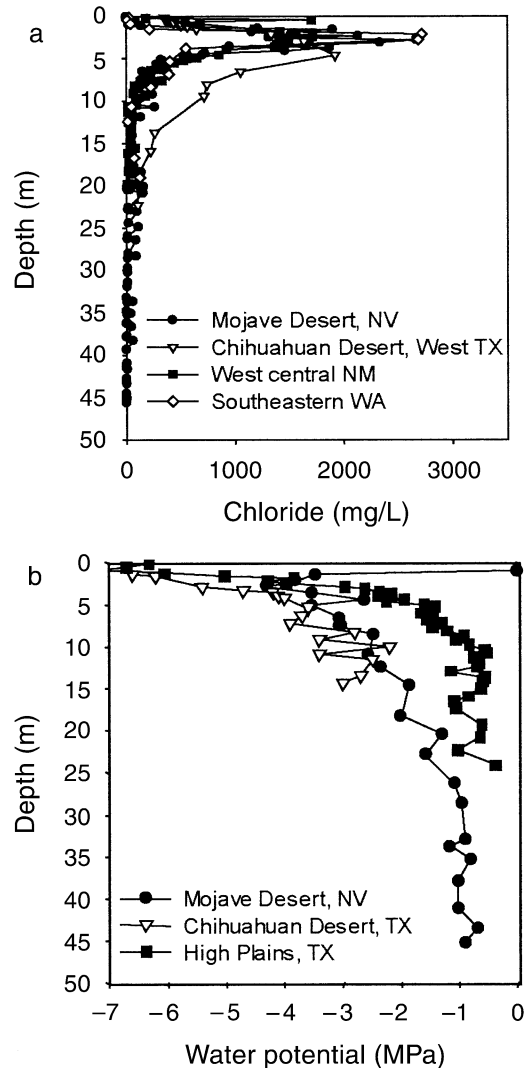 a
0
5
10
15
20
25
30
35
40
45
50
Depth (m)
Mojave Desert, NV
Chihuahuan Desert, West TX
West central NM
Southeastern WA
0 1000 2000 3000
Chloride (mg/L)
b
0
5
10
15
20
25
30
35
40
45
50
Depth (m)
Mojave Desert, NV
Chihuahuan Desert, TX
High Plains, TX
−7 −6 −5 −4 −3 −2 −1 0
Water potential (MPa)